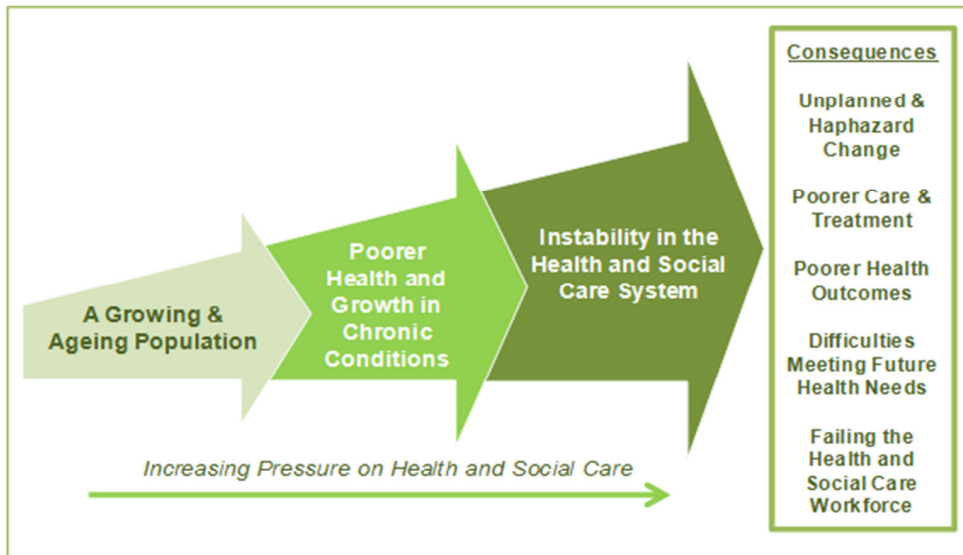 A Growing &
Ageing Population
Poorer
Health and
Growth in
Chronic
Conditions
Instability in the
Health and Social
Care System
Increasing Pressure on Health and Social Care
Consequences
Unplanned &
Haphazard
Change
Poorer Care &
Treatment
Poorer Health
Outcomes
Difficulties
Meeting Future
Health Needs
Failing the
Health and
Social Care
Workforce